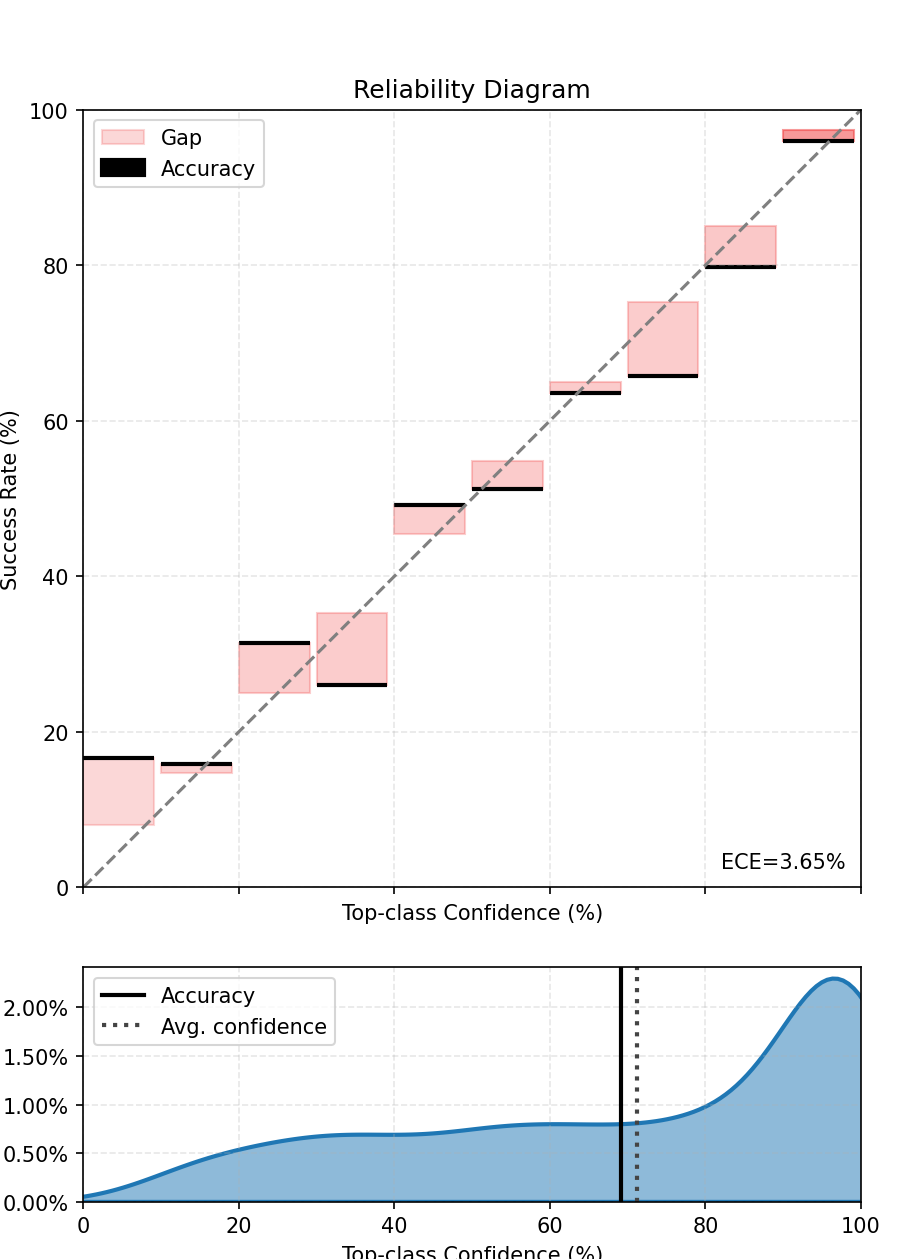 Reliability Diagram
100
80
60
40
20
0
Success Rate (%)
Gap
Accuracy
ECE=3.65%
Top-class Confidence (%)
2.00%
1.50%
1.00%
0.50%
0.00%
Accuracy
Avg. confidence
0 20 40 60 80 100
Top-class Confidence (%)